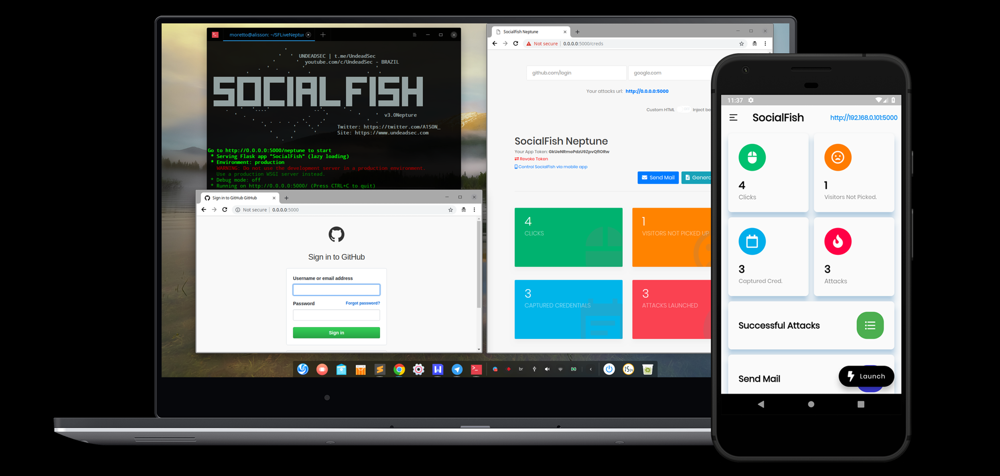 moretto@alisson: ~/SFLiveNeptu
UNDEADSEC | t.me/UndeadSec
youtube.com/c/UndeadSec - BRAZIL
SOCIALFISH
v3.0Nepture
Twitter: https://twitter.com/A1S0N_
Site: https://www.undeadsec.com
Go to http://0.0.0.0:5000/neptune to start
* Serving Flask app "SocialFish" (lazy loading)
* Environment: production
WARNING: Do not use the development server in a production environment.
Use a production WSGI server instead.
* Debug mode: off
* Running on http://0.0.0.0:5000/ (Press CTRL+C to quit)
Sign in to GitHub GitHub
Not secure | 0.0.0.0:5000
Sign in to GitHub
Username or email address
Password Forgot password?
Sign in
SocialFish Neptune
Not secure | 0.0.0.0:5000/creds
github.com/login google.com
Your attacks url: http://0.0.0.0:5000
Custom HTML OFF Inject be
SocialFish Neptune
Your App Token: GkUeNRmoPdzU9ZpvQflORw
Revoke Token
Control SocialFish via mobile app
Send Mail Genera
4 1
CLICKS VISITORS NOT PICKED UP
3 3
CAPTURED CREDENTIALS ATTACKS LAUNCHED
br
15 34
11:37
SocialFish http://192.168.0.101:5000
4 1
Clicks Visitors Not Picked.
3 3
Captured Cred. Attacks
Successful Attacks
Send Mail Launch